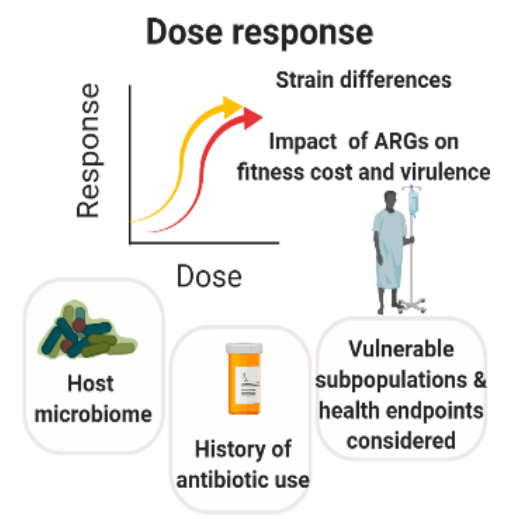 Dose response
Response
Dose
Strain differences
Impact of ARGs on
fitness cost and virulence
Host
microbiome
History of
antibiotic use
Vulnerable
subpopulations &
health endpoints
considered